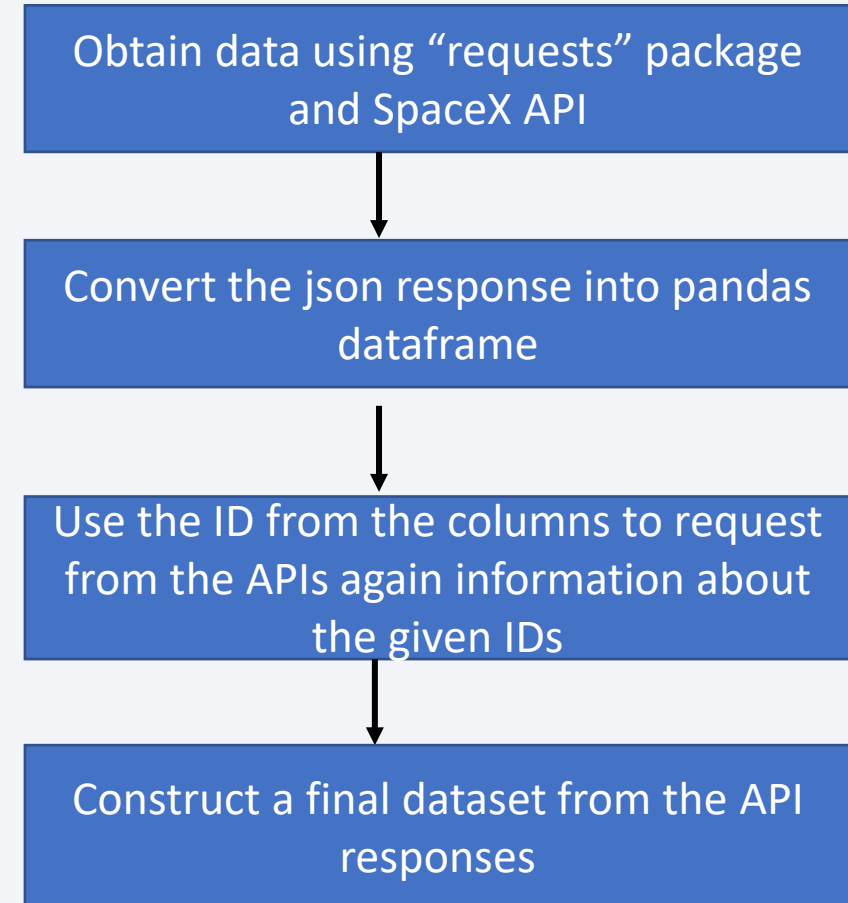 Obtain data using “requests” package
and SpaceX API
Convert the json response into pandas
dataframe
Use the ID from the columns to request
from the APIs again information about
the given IDs
Construct a final dataset from the API
responses